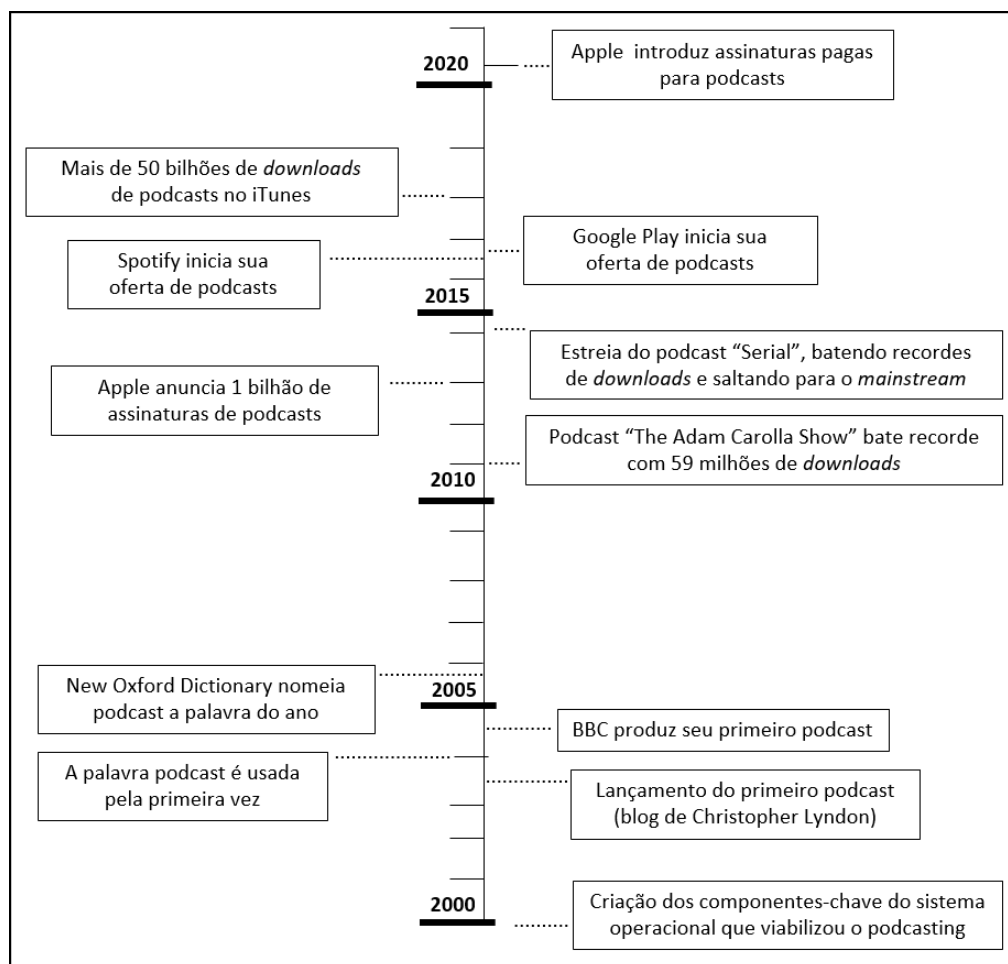 2020
Apple introduz assinaturas pagas
para podcasts
Mais de 50 bilhões de downloads
de podcasts no iTunes
Google Play inicia sua
oferta de podcasts
Spotify inicia sua
oferta de podcasts
2015
Estreia do podcast “Serial”, batendo recordes
de downloads e saltando para o mainstream
Apple anuncia 1 bilhão de
assinaturas de podcasts
Podcast “The Adam Carolla Show” bate recorde
com 59 milhões de downloads
2010
New Oxford Dictionary nomeia
podcast a palavra do ano
2005
BBC produz seu primeiro podcast
A palavra podcast é usada
pela primeira vez
Lançamento do primeiro podcast
(blog de Christopher Lyndon)
2000
Criação dos componentes-chave do sistema
operacional que viabilizou o podcasting